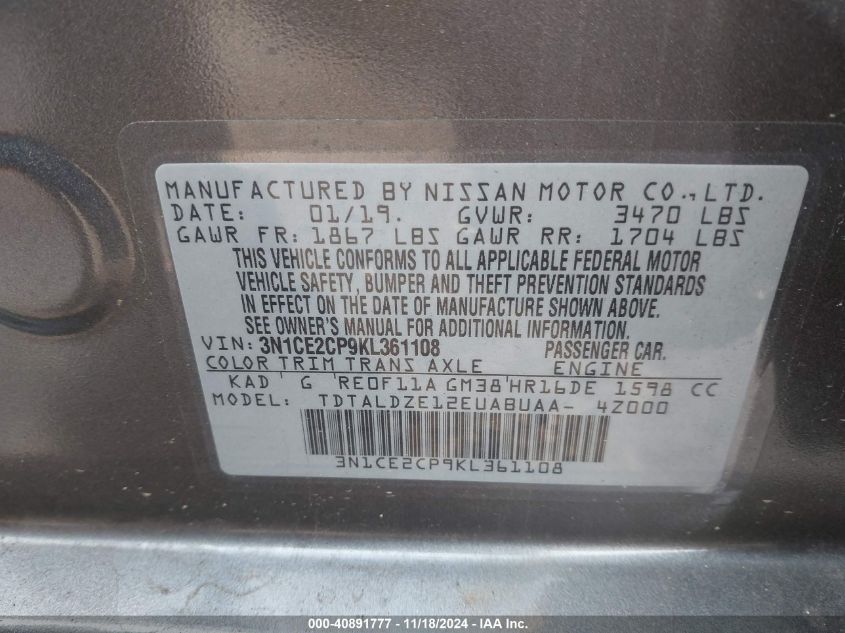 MANUFACTURED BY NISSAN MOTOR CO., LTD.
DATE: 01/19. GVWR: 3470 LBS
GAWR FR: 1867 LBS GAWR RR: 1704 LBS
THIS VEHICLE CONFORMS TO ALL APPLICABLE FEDERAL MOTOR
VEHICLE SAFETY, BUMPER AND THEFT PREVENTION STANDARDS
IN EFFECT ON THE DATE OF MANUFACTURE SHOWN ABOVE.
SEE OWNER'S MANUAL FOR ADDITIONAL INFORMATION.
VIN: 3N1CE2CP9KL361108 PASSENGER CAR.
COLOR TRIM TRANS AXLE ENGINE
KAD G RE0F11A GM38 HR16DE 1598 CC
MODEL: TDTALDZE12EUABUAA- 4Z000
3N1CE2CP9KL361108
000-40891777 - 11/18/2024 - IAA Inc.